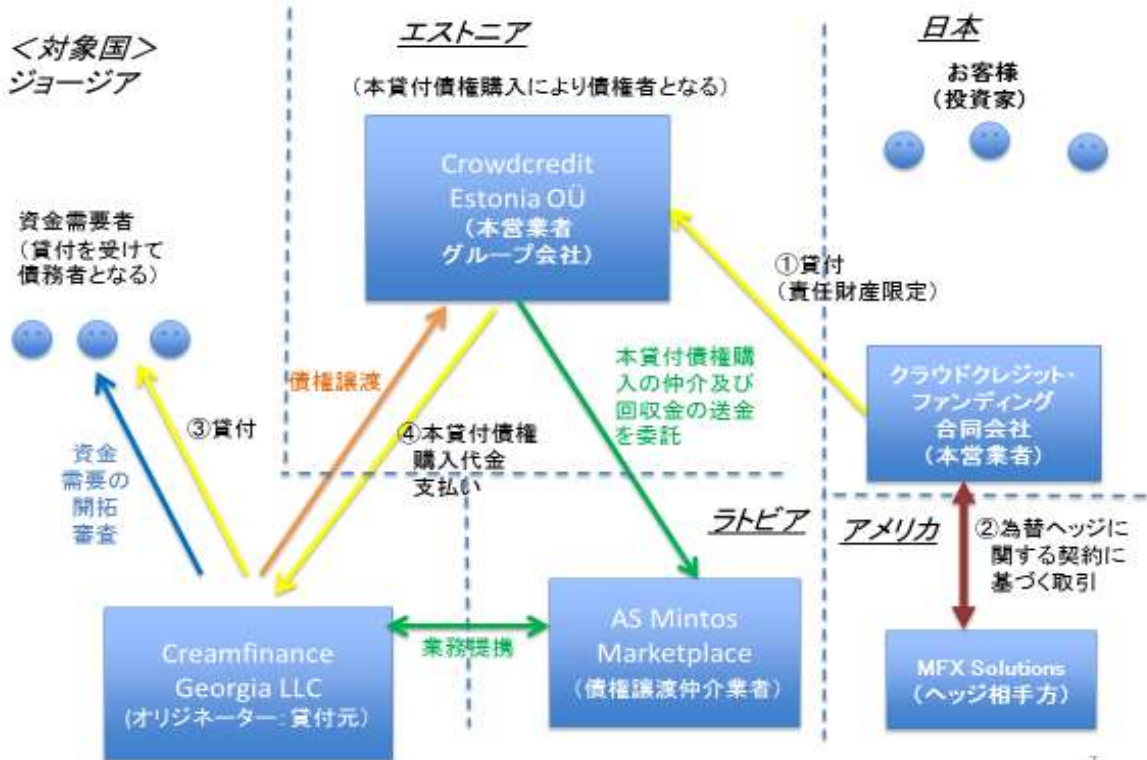 ＜対象国＞
ジョージア
エストニア
日本
お客様
（投資家）
（本貸付債権購入により債権者となる）
Crowdcredit
Estonia OÜ
（本営業者
グループ会社）
資金需要者
（貸付を受けて
債務者となる）
①貸付
（責任財産限定）
債権譲渡
本貸付債権購
入の仲介及び
回収金の送金
を委託
クラウドクレジット・
ファンディング
合同会社
（本営業者）
③貸付
④本貸付債権
購入代金
支払い
資金
需要の
開拓
審査
ラトビア
アメリカ
②為替ヘッジに
関する契約に
基づく取引
Creamfinance
Georgia LLC
(オリジネーター：貸付元)
業務提携
AS Mintos
Marketplace
（債権譲渡仲介業者）
MFX Solutions
（ヘッジ相手方）